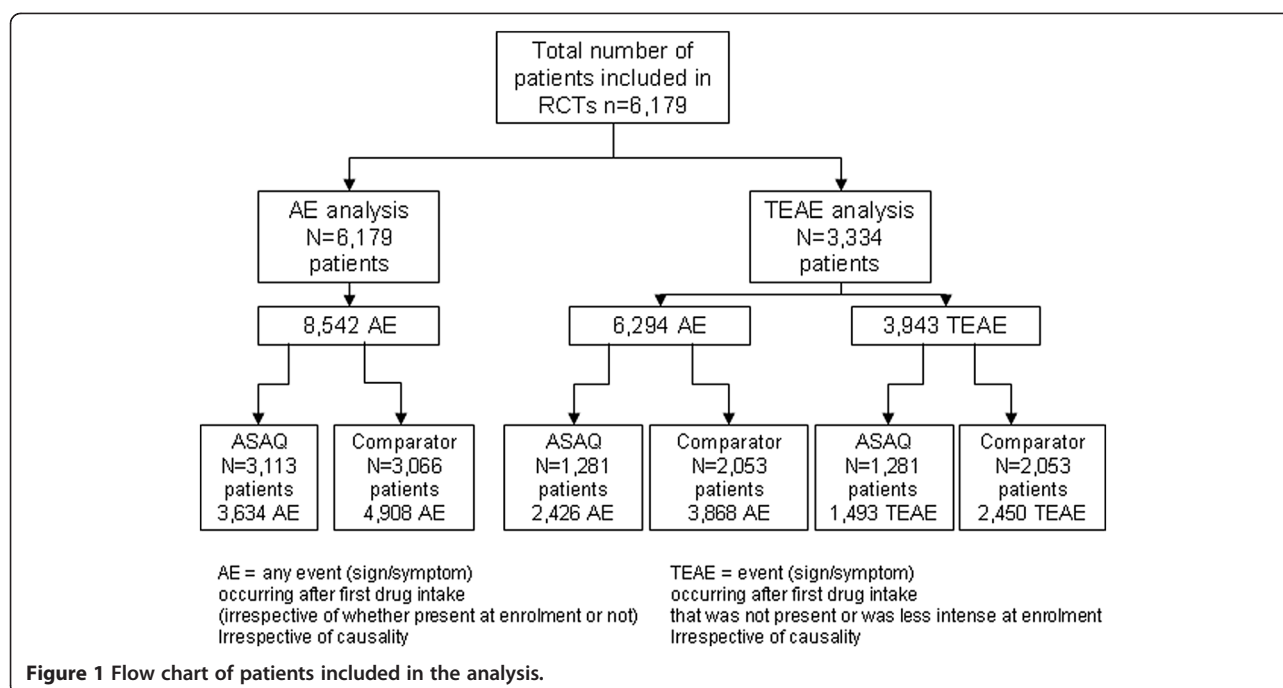 Total number of
patients included in
RCTs n=6,179
AE analysis
N=6,179
patients
TEAE analysis
N=3,334
patients
8,542 AE
6,294 AE
3,943 TEAE
ASAQ
N=3,113
patients
3,634 AE
Comparator
N=3,066
patients
4,908 AE
ASAQ
N=1,281
patients
2,426 AE
Comparator
N=2,053
patients
3,868 AE
ASAQ
N=1,281
patients
1,493 TEAE
Comparator
N=2,053
patients
2,450 TEAE
AE = any event (sign/symptom)
occurring after first drug intake
(irrespective of whether present at enrolment or not)
Irrespective of causality
TEAE = event (sign/symptom)
occurring after first drug intake
that was not present or was less intense at enrolment
Irrespective of causality
Figure 1 Flow chart of patients included in the analysis.